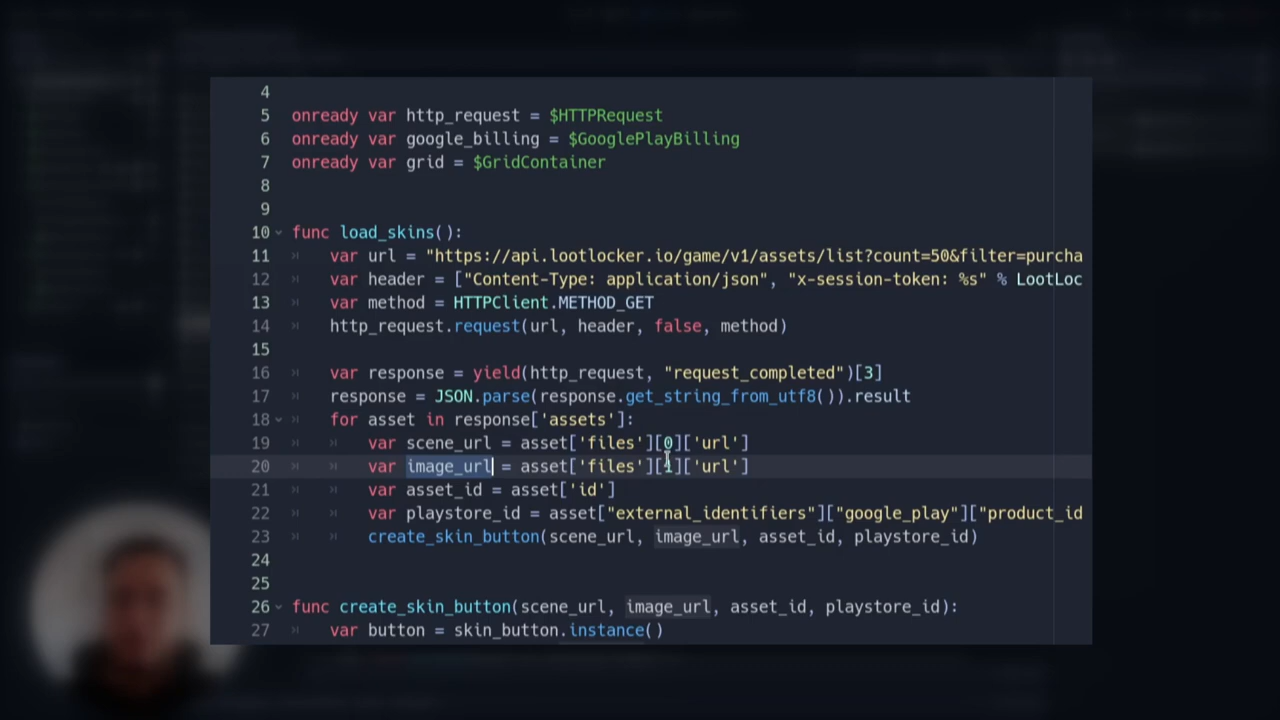 4
5 onready var http_request = $HTTPRequest
6 onready var google_billing = $GooglePlayBilling
7 onready var grid = $GridContainer
8
9
10 func load_skins():
11 var url = "https://api.lootlocker.io/game/v1/assets/list?count=50&filter=purcha
12 var header = ["Content-Type: application/json", "x-session-token: %s" % LootLoc
13 var method = HTTPClient.METHOD_GET
14 http_request.request(url, header, false, method)
15
16 var response = yield(http_request, "request_completed")[3]
17 response = JSON.parse(response.get_string_from_utf8()).result
18 for asset in response['assets']:
19 var scene_url = asset['files'][0]['url']
20 var image_url = asset['files'][1]['url']
21 var asset_id = asset['id']
22 var playstore_id = asset["external_identifiers"]["google_play"]["product_id
23 create_skin_button(scene_url, image_url, asset_id, playstore_id)
24
25
26 func create_skin_button(scene_url, image_url, asset_id, playstore_id):
27 var button = skin_button.instance()